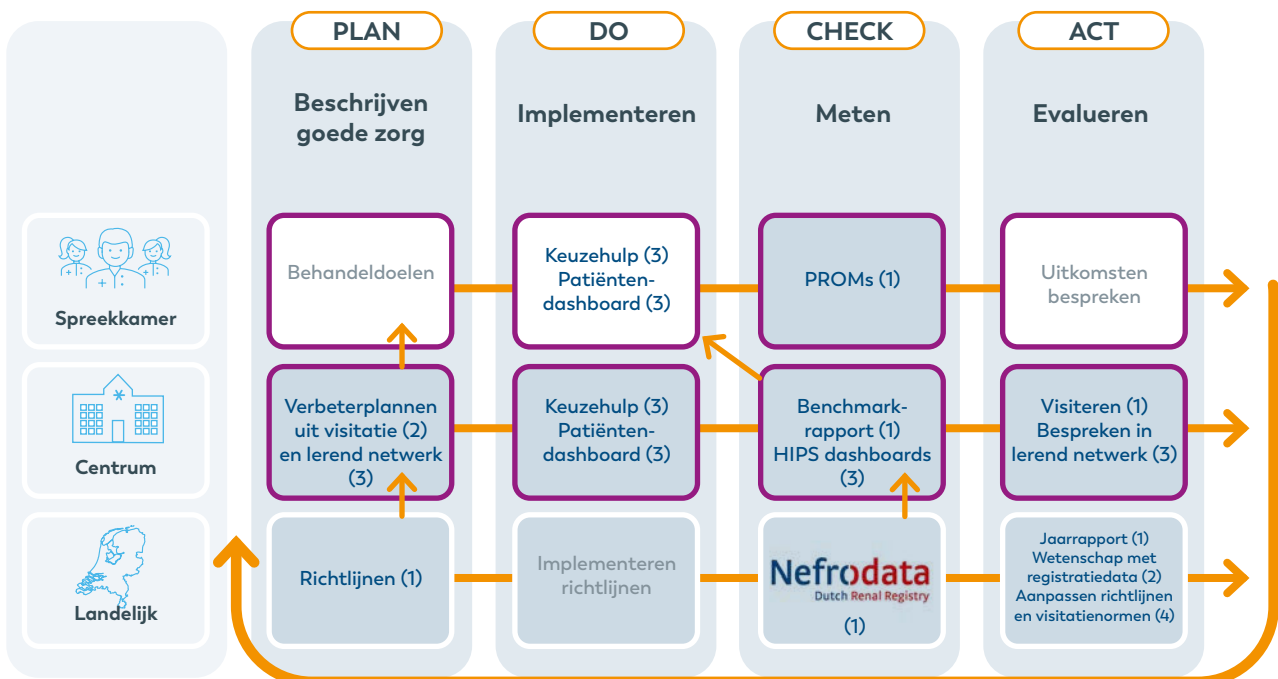 PLAN
DO
CHECK
ACT
Beschrijven
goede zorg
Implementeren
Meten
Evalueren
Spreekkamer
Behandeldoelen
Keuzehulp (3)
Patiënten-
dashboard (3)
PROMs (1)
Uitkomsten
bespreken
Centrum
Verbeterplannen
uit visitatie (2)
en lerend netwerk
(3)
Keuzehulp (3)
Patiënten-
dashboard (3)
Benchmark-
rapport (1)
HIPS dashboards
(3)
Visiteren (1)
Bespreken in
lerend netwerk (3)
Landelijk
Richtlijnen (1)
Implementeren
richtlijnen
Nefrodata
Dutch Renal Registry
(1)
Jaarrapport (1)
Wetenschap met
registratiedata (2)
Aanpassen richtlijnen
en visitatienormen (4)